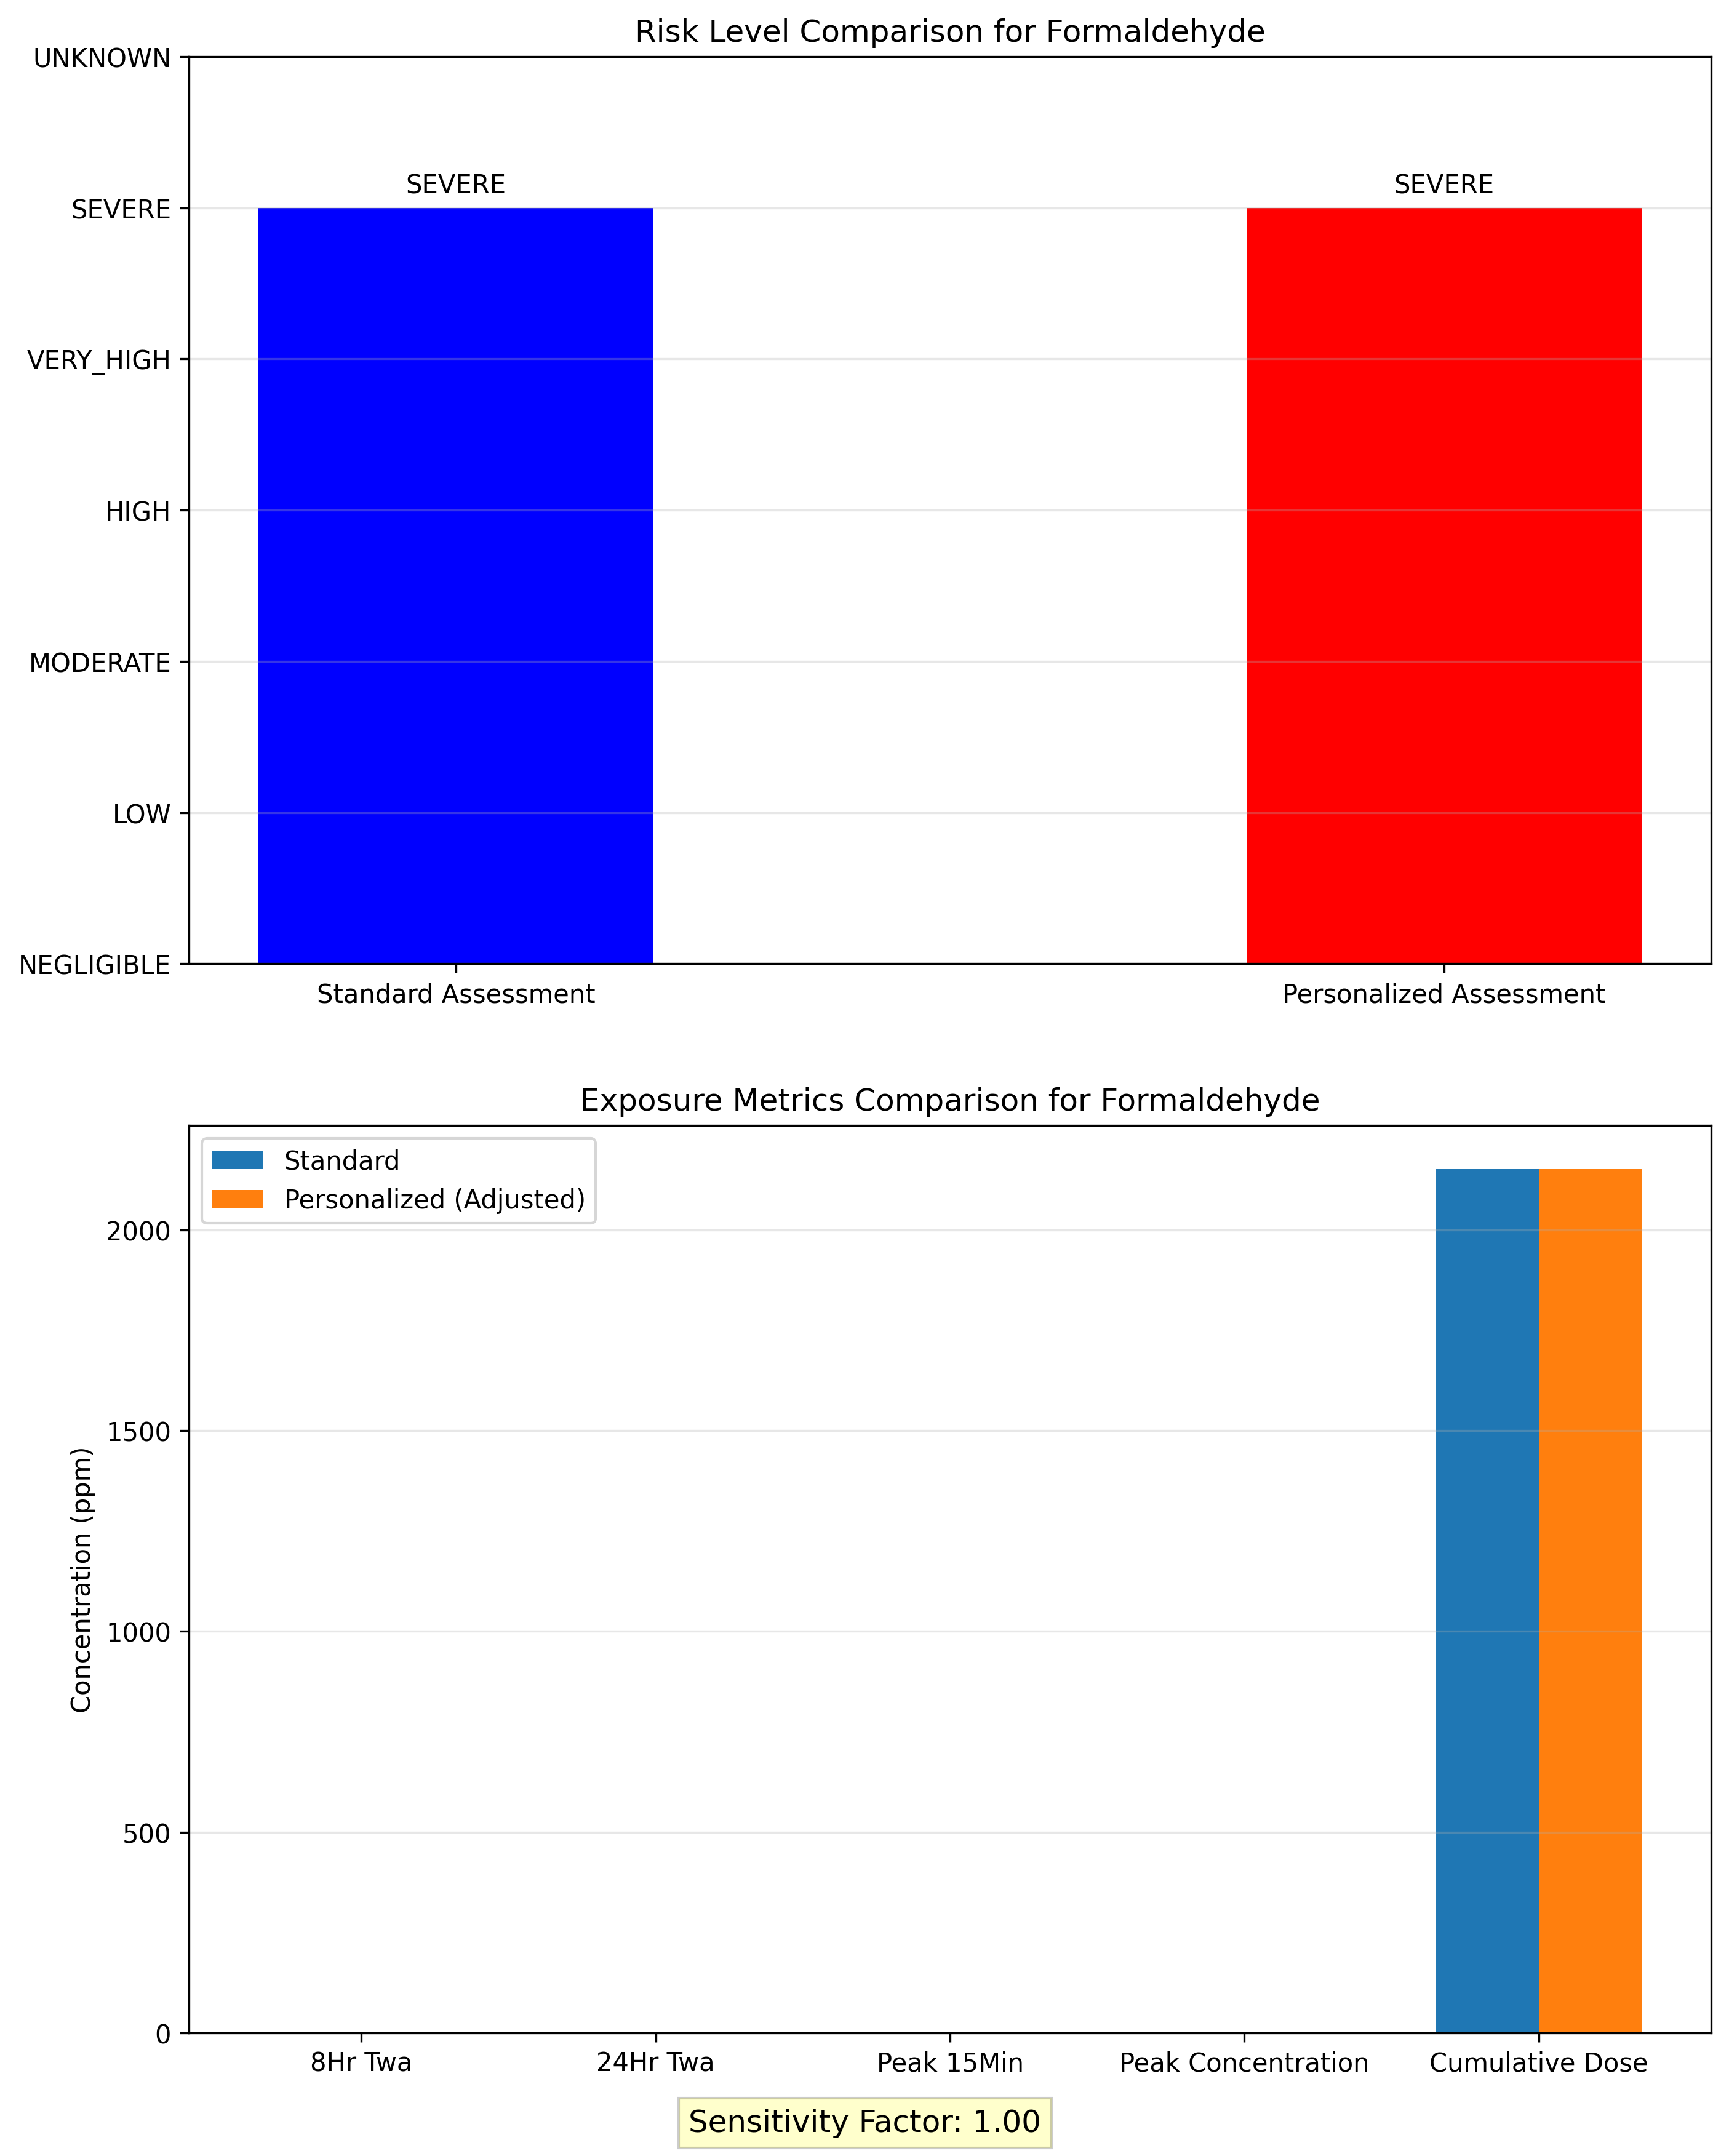 Risk Level Comparison for Formaldehyde
UNKNOWN
SEVERE
VERY_HIGH
HIGH
MODERATE
LOW
NEGLIGIBLE
SEVERE
SEVERE
Standard Assessment
Personalized Assessment
Exposure Metrics Comparison for Formaldehyde
Standard
Personalized (Adjusted)
Concentration (ppm)
2000
1500
1000
500
0
8Hr Twa
24Hr Twa
Peak 15Min
Peak Concentration
Cumulative Dose
Sensitivity Factor: 1.00